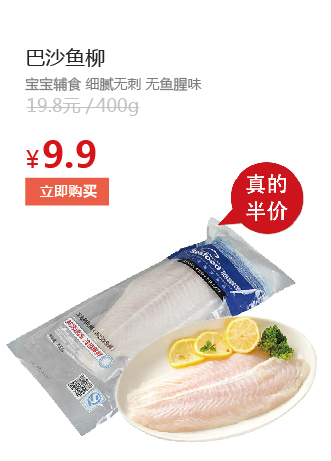 巴沙鱼柳
宝宝辅食 细腻无刺 无鱼腥味
19.8元 / 400g
¥9.9
立即购买
真的
半价
Seafood